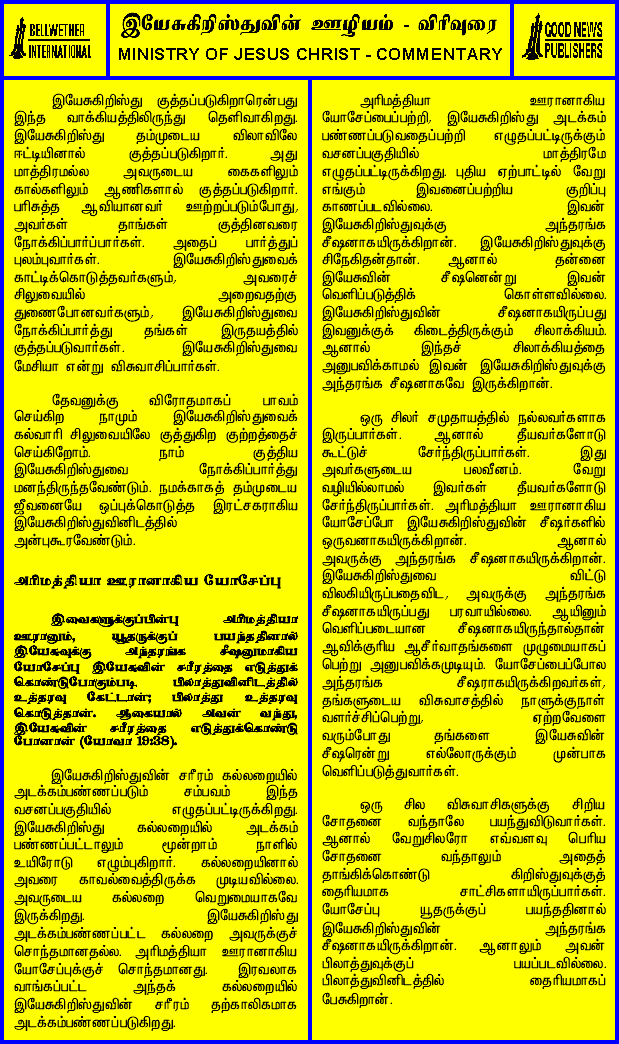 BELLWETHER
INTERNATIONAL
இயேசுகிறிஸ்துவின் ஊழியம் - விரிவுரை
MINISTRY OF JESUS CHRIST - COMMENTARY
GOOD NEWS
PUBLISHERS
இயேசுகிறிஸ்து குத்தப்படுகிறாரென்பது
இந்த வாக்கியத்திலிருந்து தெளிவாகிறது.
இயேசுகிறிஸ்து தம்முடைய விலாவிலே
ஈட்டியினால் குத்தப்படுகிறார். அது
மாத்திரமல்ல அவருடைய கைகளிலும்
கால்களிலும் ஆணிகளால் குத்தப்படுகிறார்.
பரிசுத்த ஆவியானவர் ஊற்றப்படும்போது,
அவர்கள் தாங்கள் குத்தினவரை
நோக்கிப்பார்ப்பார்கள். அதைப் பார்த்துப்
புலம்புவார்கள். இயேசுகிறிஸ்துவைக்
காட்டிக்கொடுத்தவர்களும், அவரைச்
சிலுவையில் அறைவதற்கு
துணைபோனவர்களும், இயேசுகிறிஸ்துவை
நோக்கிப்பார்த்து தங்கள் இருதயத்தில்
குத்தப்படுவார்கள். இயேசுகிறிஸ்துவை
மேசியா என்று விசுவாசிப்பார்கள்.
தேவனுக்கு விரோதமாகப் பாவம்
செய்கிற நாமும் இயேசுகிறிஸ்துவைக்
கல்வாரி சிலுவையிலே குத்துகிற குற்றத்தைச்
செய்கிறோம். நாம் குத்திய
இயேசுகிறிஸ்துவை நோக்கிப்பார்த்து
மனந்திருந்தவேண்டும். நமக்காகத் தம்முடைய
ஜீவனையே ஒப்புக்கொடுத்த இரட்சகராகிய
இயேசுகிறிஸ்துவினிடத்தில்
அன்புகூரவேண்டும்.
அரிமத்தியா ஊரானாகிய யோசேப்பு
இவைகளுக்குப்பின்பு அரிமத்தியா
ஊரானும், யூதருக்குப் பயந்ததினால்
இயேசுவுக்கு அந்தரங்க சீஷனுமாகிய
யோசேப்பு இயேசுவின் சரீரத்தை எடுத்துக்
கொண்டுபோகும்படி பிலாத்துவினிடத்தில்
உத்தரவு கேட்டான்; பிலாத்து உத்தரவு
கொடுத்தான். ஆகையால் அவன் வந்து,
இயேசுவின் சரீரத்தை எடுத்துக்கொண்டு
போனான் (யோவா 19:38).
இயேசுகிறிஸ்துவின் சரீரம் கல்லறையில்
அடக்கம்பண்ணப்படும் சம்பவம் இந்த
வசனப்பகுதியில் எழுதப்பட்டிருக்கிறது.
இயேசுகிறிஸ்து கல்லறையில் அடக்கம்
பண்ணப்பட்டாலும் மூன்றாம் நாளில்
உயிரோடு எழும்புகிறார். கல்லறையினால்
அவரை காவல்வைத்திருக்க முடியவில்லை.
அவருடைய கல்லறை வெறுமையாகவே
இருக்கிறது. இயேசுகிறிஸ்து
அடக்கம்பண்ணப்பட்ட கல்லறை அவருக்குச்
சொந்தமானதல்ல. அரிமத்தியா ஊரானாகிய
யோசேப்புக்குச் சொந்தமானது. இரவலாக
வாங்கப்பட்ட அந்தக் கல்லறையில்
இயேசுகிறிஸ்துவின் சரீரம் தற்காலிகமாக
அடக்கம்பண்ணப்படுகிறது.
அரிமத்தியா ஊரானாகிய
யோசேப்பைப்பற்றி, இயேசுகிறிஸ்து அடக்கம்
பண்ணப்படுவதைப்பற்றி எழுதப்பட்டிருக்கும்
வசனப்பகுதியில் மாத்திரமே
எழுதப்பட்டிருக்கிறது. புதிய ஏற்பாட்டில் வேறு
எங்கும் இவனைப்பற்றிய குறிப்பு
காணப்படவில்லை. இவன்
இயேசுகிறிஸ்துவுக்கு அந்தரங்க
சீஷனாகயிருக்கிறான். இயேசுகிறிஸ்துவுக்கு
சிநேகிதன்தான். ஆனால் தன்னை
இயேசுவின் சீஷனென்று இவன்
வெளிப்படுத்திக் கொள்ளவில்லை.
இயேசுகிறிஸ்துவின் சீஷனாகயிருப்பது
இவனுக்குக் கிடைத்திருக்கும் சிலாக்கியம்.
ஆனால் இந்தச் சிலாக்கியத்தை
அனுபவிக்காமல் இவன் இயேசுகிறிஸ்துவுக்கு
அந்தரங்க சீஷனாகவே இருக்கிறான்.
ஒரு சிலர் சமுதாயத்தில் நல்லவர்களாக
இருப்பார்கள். ஆனால் தீயவர்களோடு
கூட்டுச் சேர்ந்திருப்பார்கள். இது
அவர்களுடைய பலவீனம். வேறு
வழியில்லாமல் இவர்கள் தீயவர்களோடு
சேர்ந்திருப்பார்கள். அரிமத்தியா ஊரானாகிய
யோசேப்போ இயேசுகிறிஸ்துவின் சீஷர்களில்
ஒருவனாகயிருக்கிறான். ஆனால்
அவருக்கு அந்தரங்க சீஷனாகயிருக்கிறான்.
இயேசுகிறிஸ்துவை விட்டு
விலகியிருப்பதைவிட, அவருக்கு அந்தரங்க
சீஷனாகயிருப்பது பரவாயில்லை. ஆயினும்
வெளிப்படையான சீஷனாகயிருந்தால்தான்
ஆவிக்குரிய ஆசீர்வாதங்களை முழுமையாகப்
பெற்று அனுபவிக்கமுடியும். யோசேப்பைப்போல
அந்தரங்க சீஷராகயிருக்கிறவர்கள்,
தங்களுடைய விசுவாசத்தில் நாளுக்குநாள்
வளர்ச்சிப்பெற்று, ஏற்றவேளை
வரும்போது தங்களை இயேசுவின்
சீஷரென்று எல்லோருக்கும் முன்பாக
வெளிப்படுத்துவார்கள்.
ஒரு சில விசுவாசிகளுக்கு சிறிய
சோதனை வந்தாலே பயந்துவிடுவார்கள்.
ஆனால் வேறுசிலரோ எவ்வளவு பெரிய
சோதனை வந்தாலும் அதைத்
தாங்கிக்கொண்டு கிறிஸ்துவுக்குத்
தைரியமாக சாட்சிகளாயிருப்பார்கள்.
யோசேப்பு யூதருக்குப் பயந்ததினால்
இயேசுகிறிஸ்துவின் அந்தரங்க
சீஷனாகயிருக்கிறான். ஆனாலும் அவன்
பிலாத்துவுக்குப் பயப்படவில்லை.
பிலாத்துவினிடத்தில் தைரியமாகப்
பேசுகிறான்.